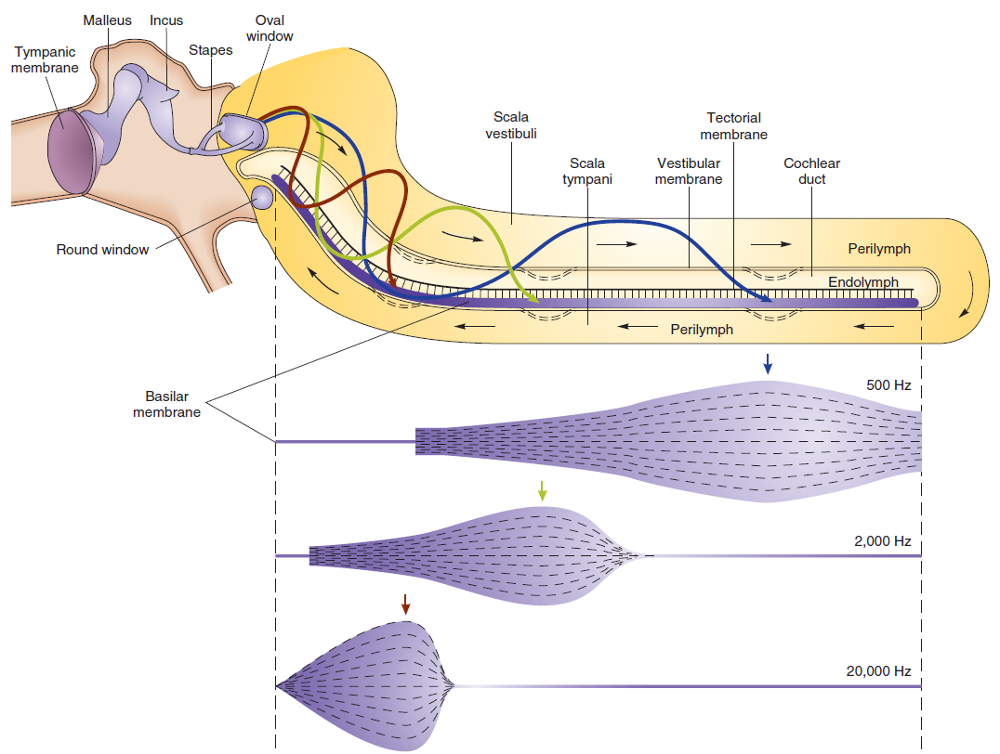 Malleus
Incus
Oval
window
Tympanic
membrane
Stapes
Scala
vestibuli
Tectorial
membrane
Scala
tympani
Vestibular
membrane
Cochlear
duct
Round window
Perilymph
Endolymph
Perilymph
Basilar
membrane
500 Hz
2,000 Hz
20,000 Hz